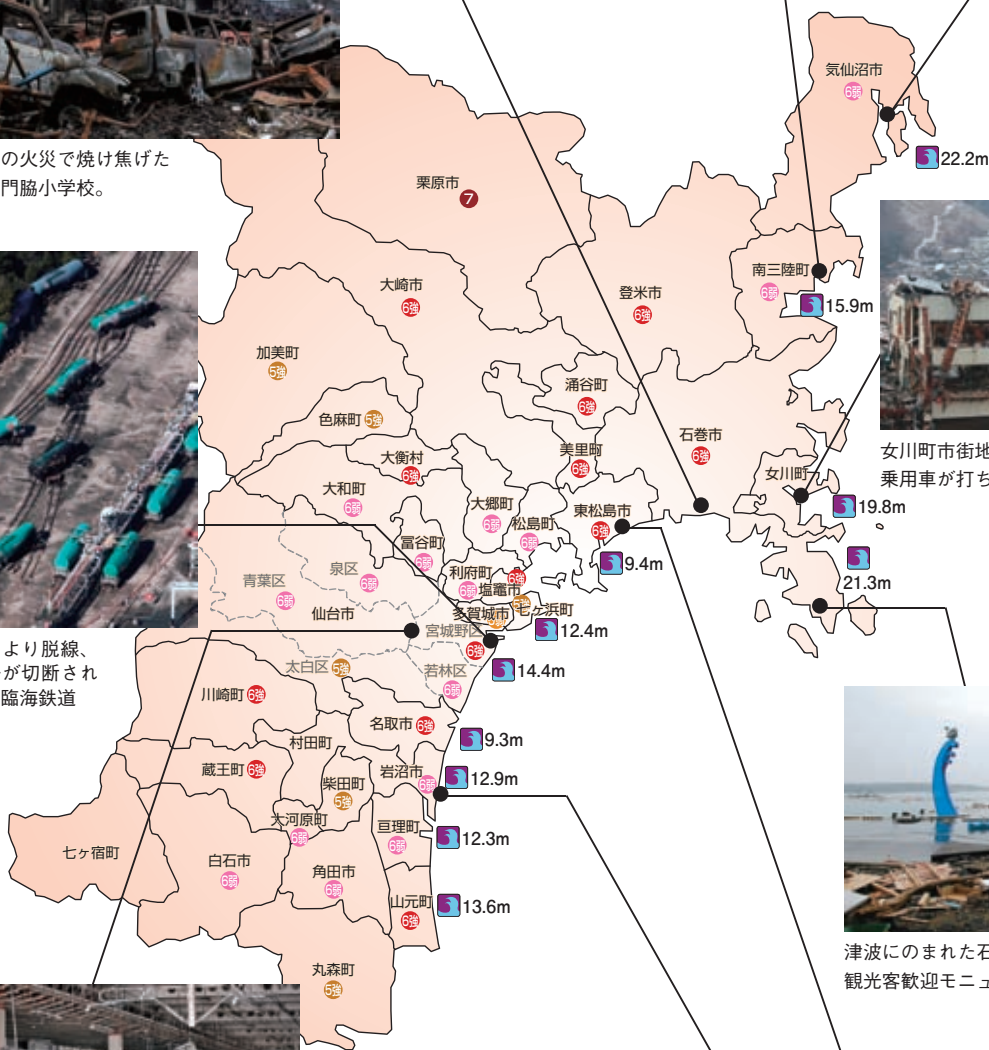 の火災で焼け焦げた
門脇小学校。
気仙沼市
6弱
22.2m
栗原市
7
南三陸町
6弱
15.9m
大崎市
6強
登米市
6強
加美町
5強
涌谷町
6強
色麻町 5強
石巻市
6強
美里町
6強
大衡村
6強
女川町市街地
乗用車が打ち
女川町
19.8m
大和町
6弱
大郷町
6弱
松島町
6弱
東松島市
6強
9.4m
富谷町
6弱
21.3m
利府町
6弱
6強
塩竈市
青葉区
6弱
泉区
6弱
仙台市
多賀城市
5強
七ヶ浜町
12.4m
宮城野区
6強
14.4m
より脱線、
が切断され
臨海鉄道
太白区 5強
若林区
6弱
川崎町 6強
名取市 6強
9.3m
村田町
蔵王町 6強
岩沼市
6弱
12.9m
柴田町
5強
大河原町
6弱
亘理町
6弱
12.3m
七ヶ宿町
白石市
6弱
角田市
6弱
山元町
6強
13.6m
丸森町
5強
津波にのまれた石
観光客歓迎モニュ